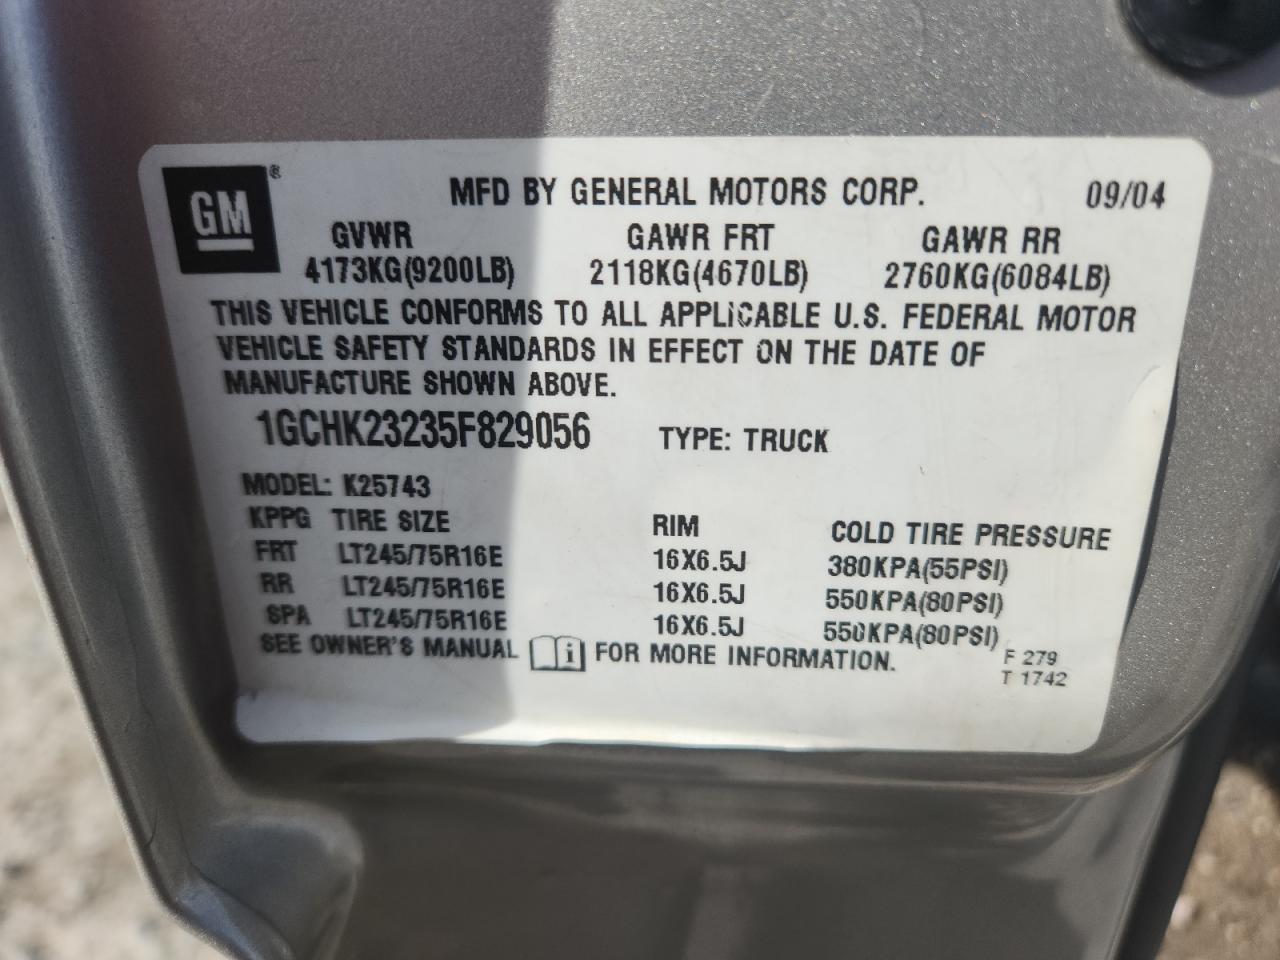 GM ®
MFD BY GENERAL MOTORS CORP. 09/04
GVWR GAWR FRT GAWR RR
4173KG(9200LB) 2118KG(4670LB) 2760KG(6084LB)
THIS VEHICLE CONFORMS TO ALL APPLICABLE U.S. FEDERAL MOTOR
VEHICLE SAFETY STANDARDS IN EFFECT ON THE DATE OF
MANUFACTURE SHOWN ABOVE.
1GCHK23235F829056 TYPE: TRUCK
MODEL: K25743
KPPG TIRE SIZE RIM COLD TIRE PRESSURE
FRT LT245/75R16E 16X6.5J 380KPA(55PSI)
RR LT245/75R16E 16X6.5J 550KPA(80PSI)
SPA LT245/75R16E 16X6.5J 550KPA(80PSI)
SEE OWNER'S MANUAL i FOR MORE INFORMATION.
F 279
T 1742